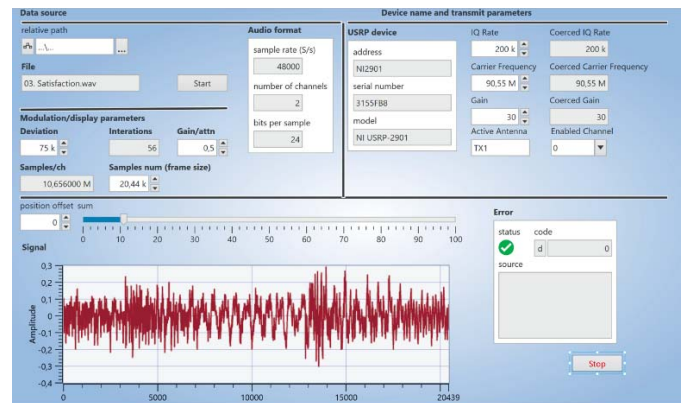 Data source
Device name and transmit parameters
relative path
..\..
...
File
03. Satisfaction.wav
Start
Audio format
sample rate (S/s)
48000
number of channels
2
bits per sample
24
Modulation/display parameters
Deviation
Interations
Gain/attn
75 k
56
0,5
Samples/ch
Samples num (frame size)
10,656000 M
20,44 k
USRP device
address
NI2901
serial number
3155FB8
model
NI USRP-2901
IQ Rate
Coerced IQ Rate
200 k
200 k
Carrier Frequency
Coerced Carrier Frequency
90,55 M
90,55 M
Gain
Coerced Gain
30
30
Active Antenna
Enabled Channel
TX1
0
position offset sum
0
0 10 20 30 40 50 60 70 80 90 100
Signal
Amplitude
0,3
0,2
0,1
0
-0,1
-0,2
-0,3
-0,4
0 5000 10000 15000 20439
Error
status code
d 0
source
Stop